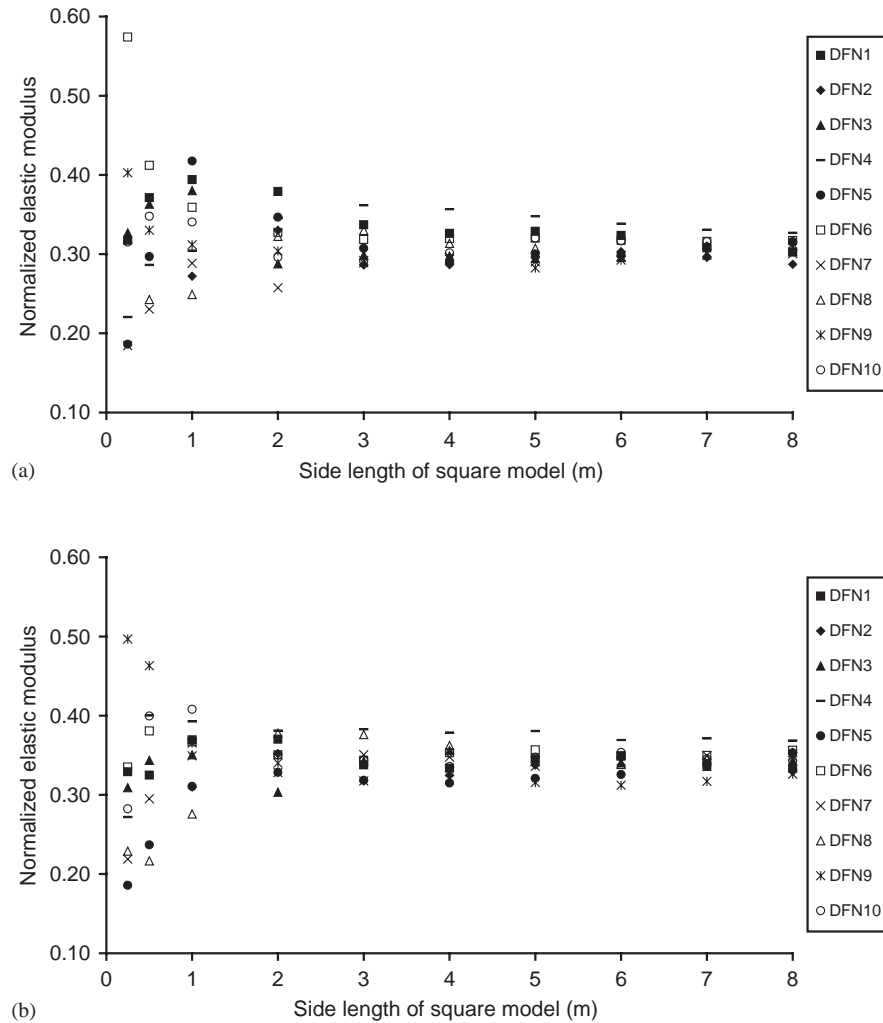 0.60
0.50
0.40
0.30
0.20
0.10
Normalized elastic modulus
0 1 2 3 4 5 6 7 8
Side length of square model (m)
(a)
DFN1
DFN2
DFN3
DFN4
DFN5
DFN6
DFN7
DFN8
DFN9
DFN10
0.60
0.50
0.40
0.30
0.20
0.10
Normalized elastic modulus
0 1 2 3 4 5 6 7 8
Side length of square model (m)
(b)
DFN1
DFN2
DFN3
DFN4
DFN5
DFN6
DFN7
DFN8
DFN9
DFN10